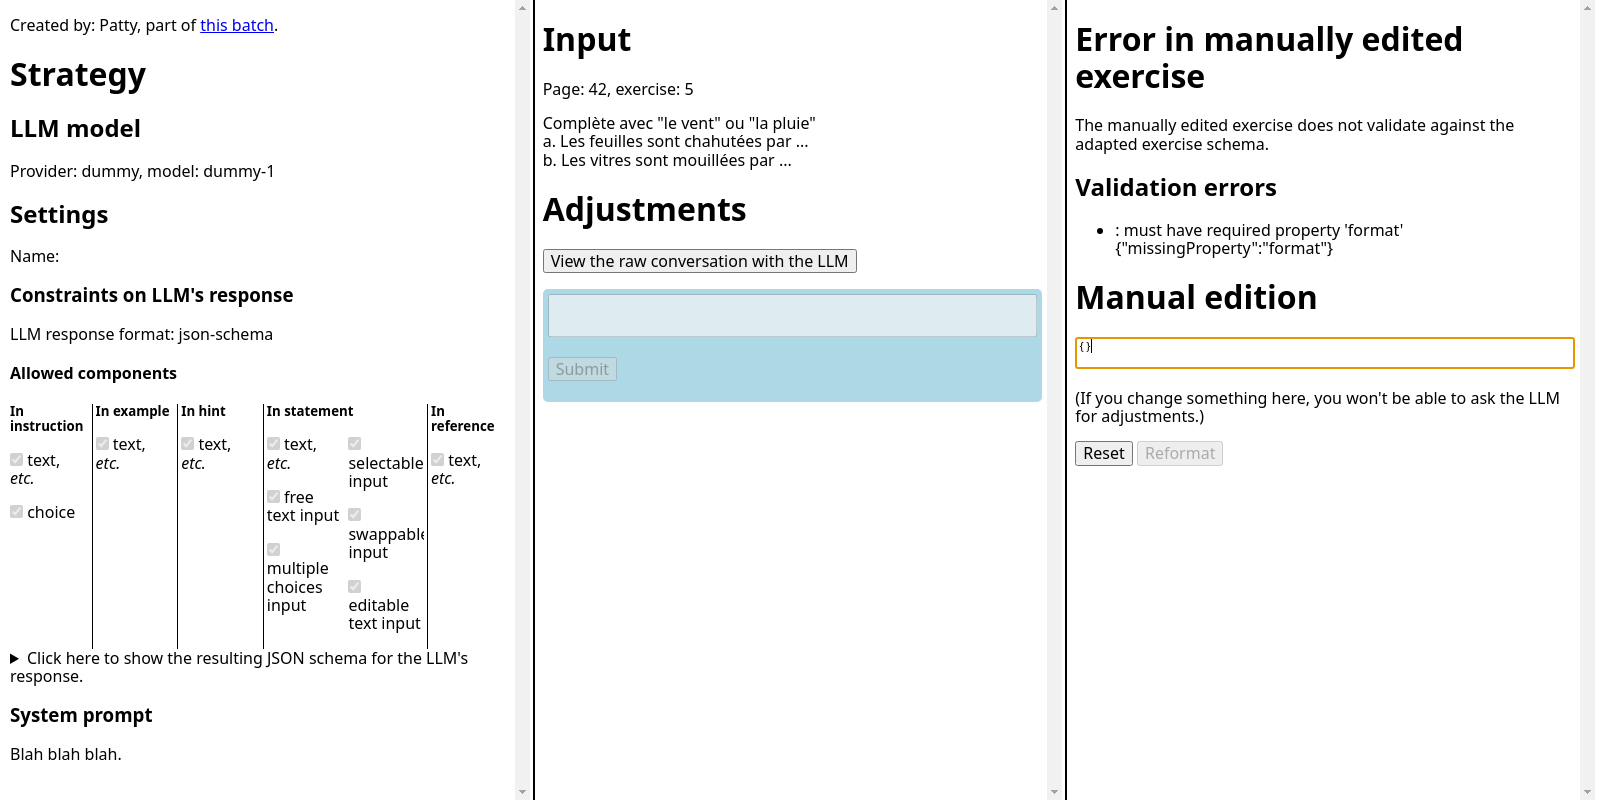 Created by: Patty, part of this batch.
Strategy
LLM model
Provider: dummy, model: dummy-1
Settings
Name:
Constraints on LLM's response
LLM response format: json-schema
Allowed components
In
instruction
text,
etc.
choice
In example
text,
etc.
In hint
text,
etc.
In statement
text,
etc.
free
text input
multiple
choices
input
selectable
input
swappable
input
editable
text input
In
reference
text,
etc.
Click here to show the resulting JSON schema for the LLM's
response.
System prompt
Blah blah blah.
Input
Page: 42, exercise: 5
Complète avec "le vent" ou "la pluie"
a. Les feuilles sont chahutées par ...
b. Les vitres sont mouillées par ...
Adjustments
View the raw conversation with the LLM
Submit
Error in manually edited
exercise
The manually edited exercise does not validate against the
adapted exercise schema.
Validation errors
: must have required property 'format'
{"missingProperty":"format"}
Manual edition
{}
(If you change something here, you won't be able to ask the LLM
for adjustments.)
Reset Reformat